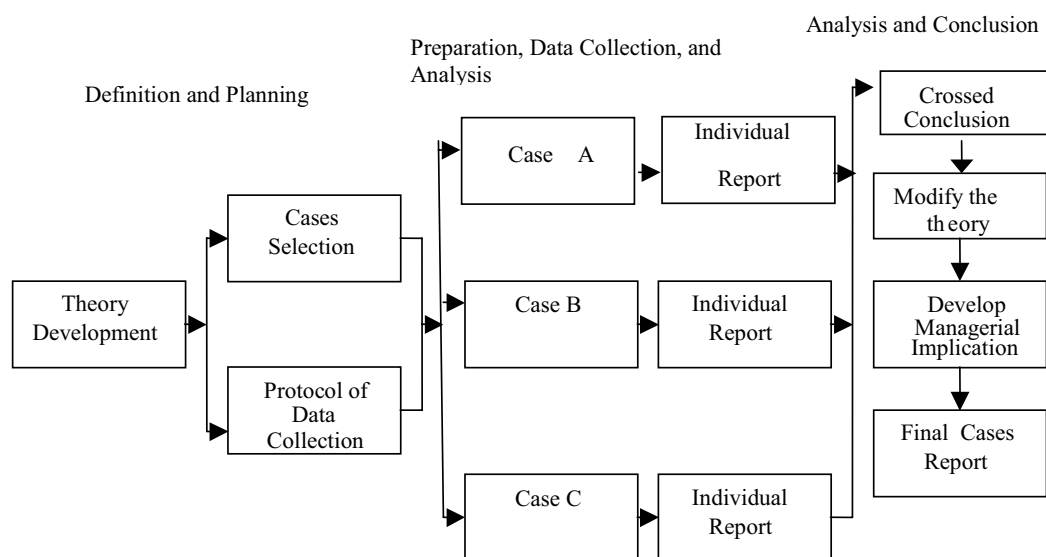 Definition and Planning
Theory
Development
Cases
Selection
Protocol of
Data
Collection
Preparation, Data Collection, and
Analysis
Case A
Individual
Report
Case B
Individual
Report
Case C
Individual
Report
Analysis and Conclusion
Crossed
Conclusion
Modify the
theory
Develop
Managerial
Implication
Final Cases
Report